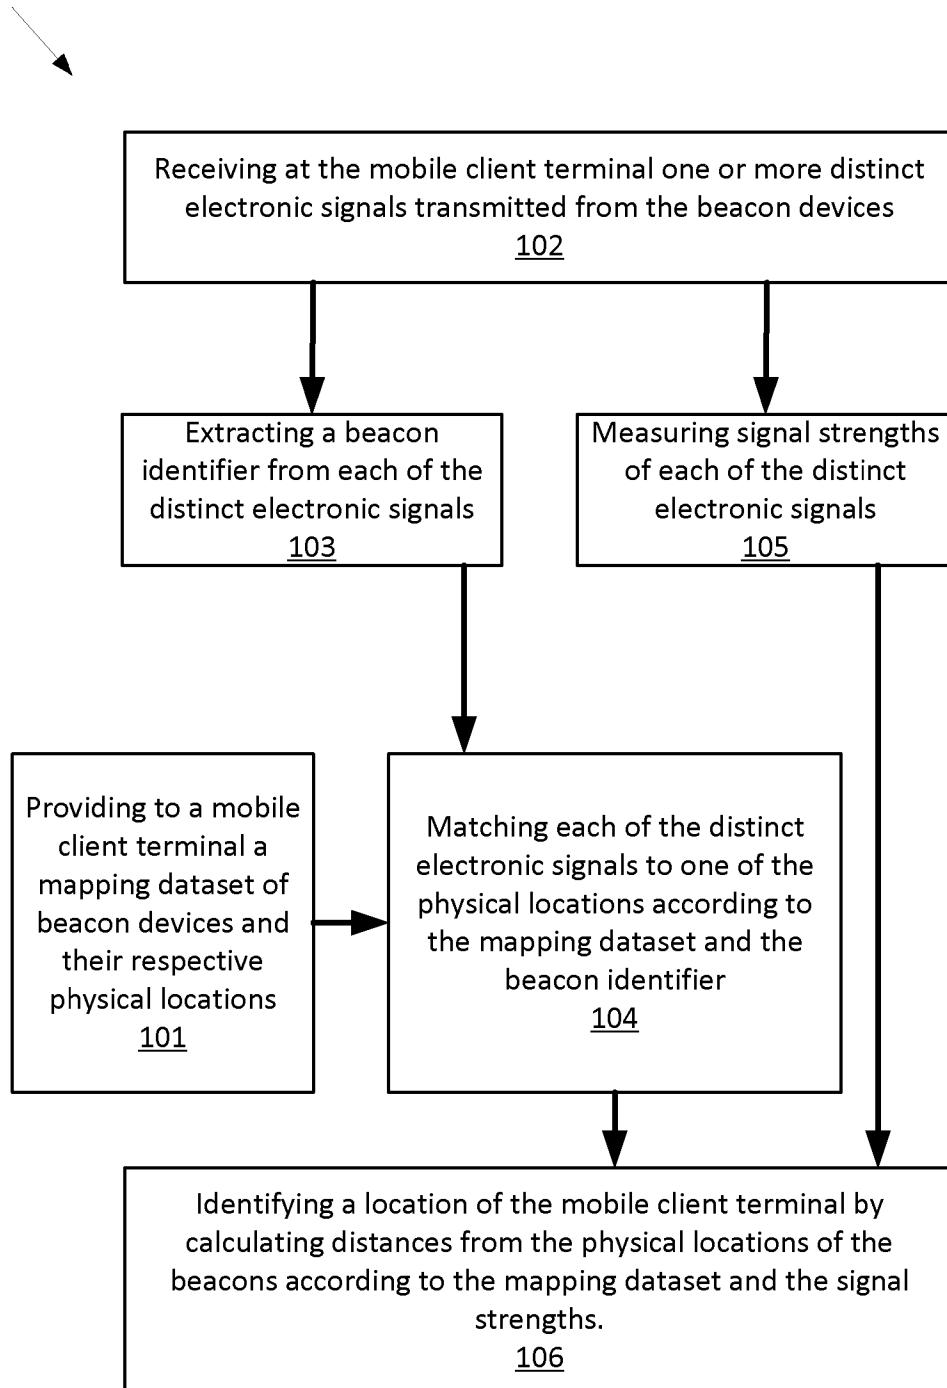 Receiving at the mobile client terminal one or more distinct
electronic signals transmitted from the beacon devices
102
Extracting a beacon
identifier from each of the
distinct electronic signals
103
Measuring signal strengths
of each of the distinct
electronic signals
105
Providing to a mobile
client terminal a
mapping dataset of
beacon devices and
their respective
physical locations
101
Matching each of the distinct
electronic signals to one of the
physical locations according to
the mapping dataset and the
beacon identifier
104
Identifying a location of the mobile client terminal by
calculating distances from the physical locations of the
beacons according to the mapping dataset and the signal
strengths.
106